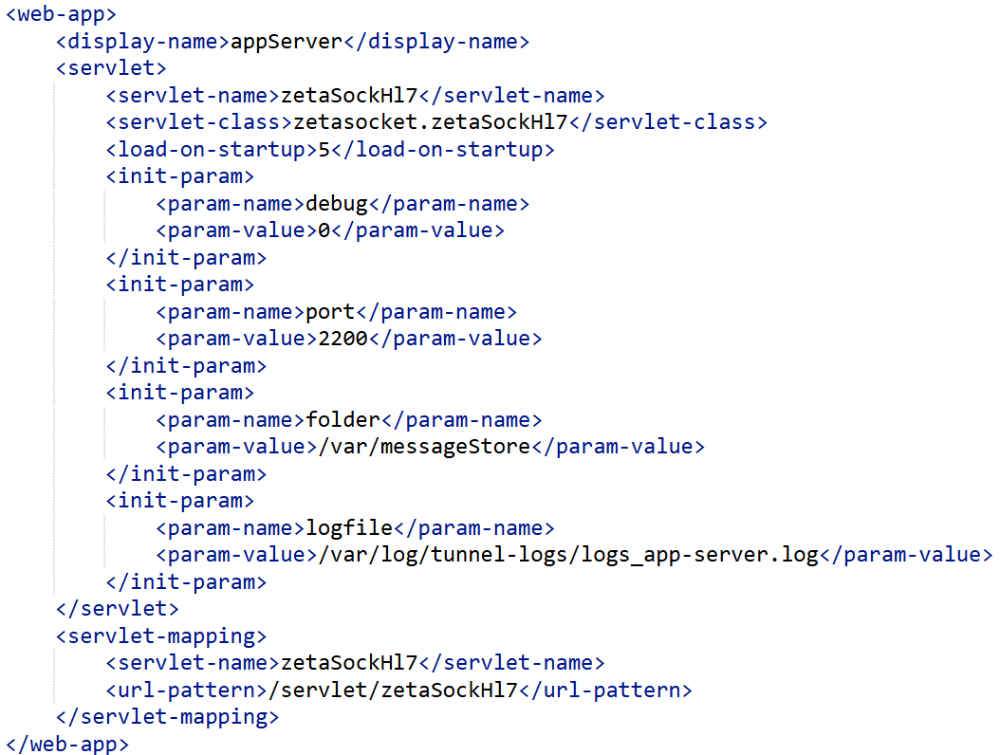 <web-app>
    <display-name>appServer</display-name>
    <servlet>
        <servlet-name>zetaSockHl7</servlet-name>
        <servlet-class>zetasocket.zetaSockHl7</servlet-class>
        <load-on-startup>5</load-on-startup>
        <init-param>
            <param-name>debug</param-name>
            <param-value>0</param-value>
        </init-param>
        <init-param>
            <param-name>port</param-name>
            <param-value>2200</param-value>
        </init-param>
        <init-param>
            <param-name>folder</param-name>
            <param-value>/var/messageStore</param-value>
        </init-param>
        <init-param>
            <param-name>logfile</param-name>
            <param-value>/var/log/tunnel-logs/logs_app-server.log</param-value>
        </init-param>
    </servlet>
    <servlet-mapping>
        <servlet-name>zetaSockHl7</servlet-name>
        <url-pattern>/servlet/zetaSockHl7</url-pattern>
    </servlet-mapping>
</web-app>